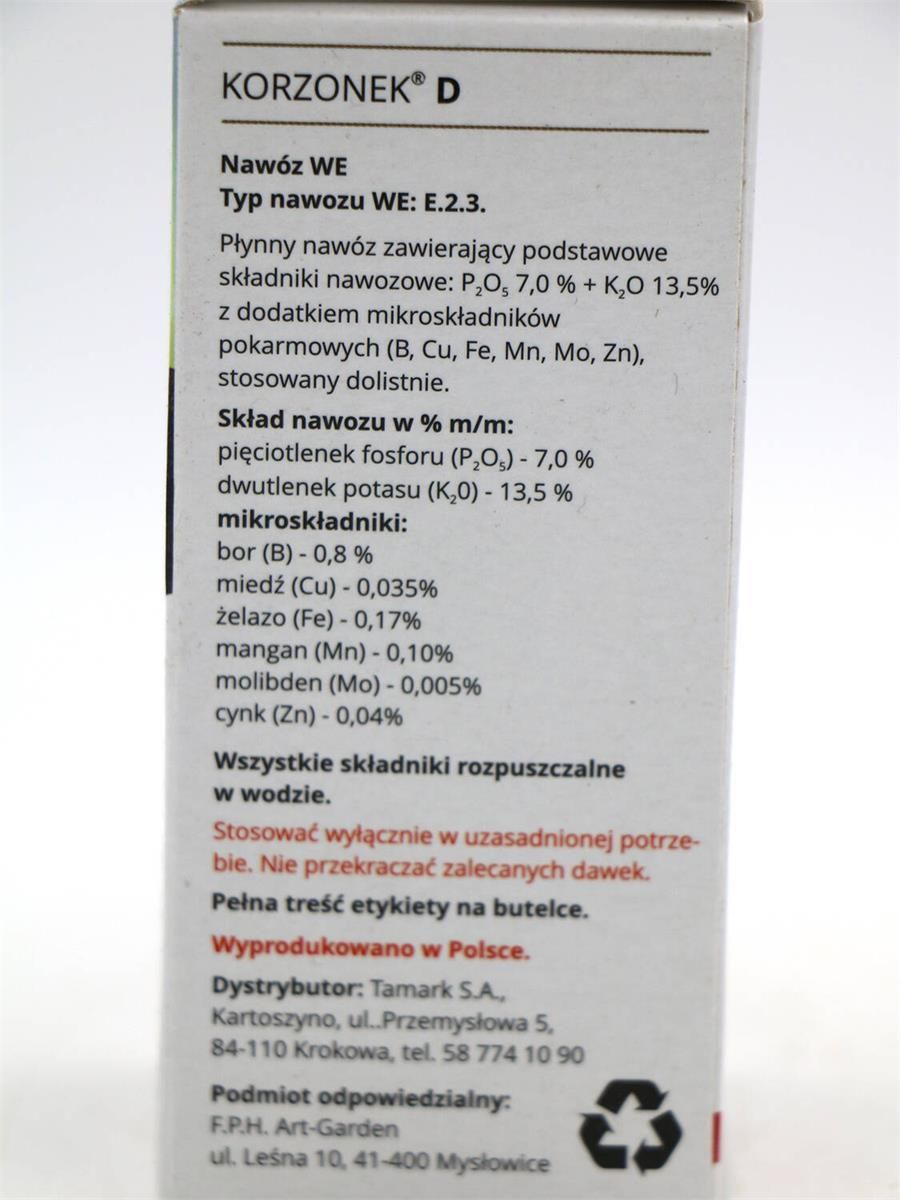 KORZONEK® D
Nawóz WE
Typ nawozu WE: E.2.3.
Płynny nawóz zawierający podstawowe
składniki nawozowe: P₂O₅ 7,0 % + K₂O 13,5%
z dodatkiem mikroskładników
pokarmowych (B, Cu, Fe, Mn, Mo, Zn),
stosowany dolistnie.
Skład nawozu w % m/m:
pięciotlenek fosforu (P₂O₅) - 7,0 %
dwutlenek potasu (K₂0) - 13,5 %
mikroskładniki:
bor (B) - 0,8 %
miedź (Cu) - 0,035%
żelazo (Fe) - 0,17%
mangan (Mn) - 0,10%
molibden (Mo) - 0,005%
cynk (Zn) - 0,04%
Wszystkie składniki rozpuszczalne
w wodzie.
Stosować wyłącznie w uzasadnionej potrze-
bie. Nie przekraczać zalecanych dawek.
Pełna treść etykiety na butelce.
Wyprodukowano w Polsce.
Dystrybutor: Tamark S.A.,
Kartoszyno, ul..Przemysłowa 5,
84-110 Krokowa, tel. 58 774 10 90
Podmiot odpowiedzialny:
F.P.H. Art-Garden
ul. Leśna 10, 41-400 Mysłowice